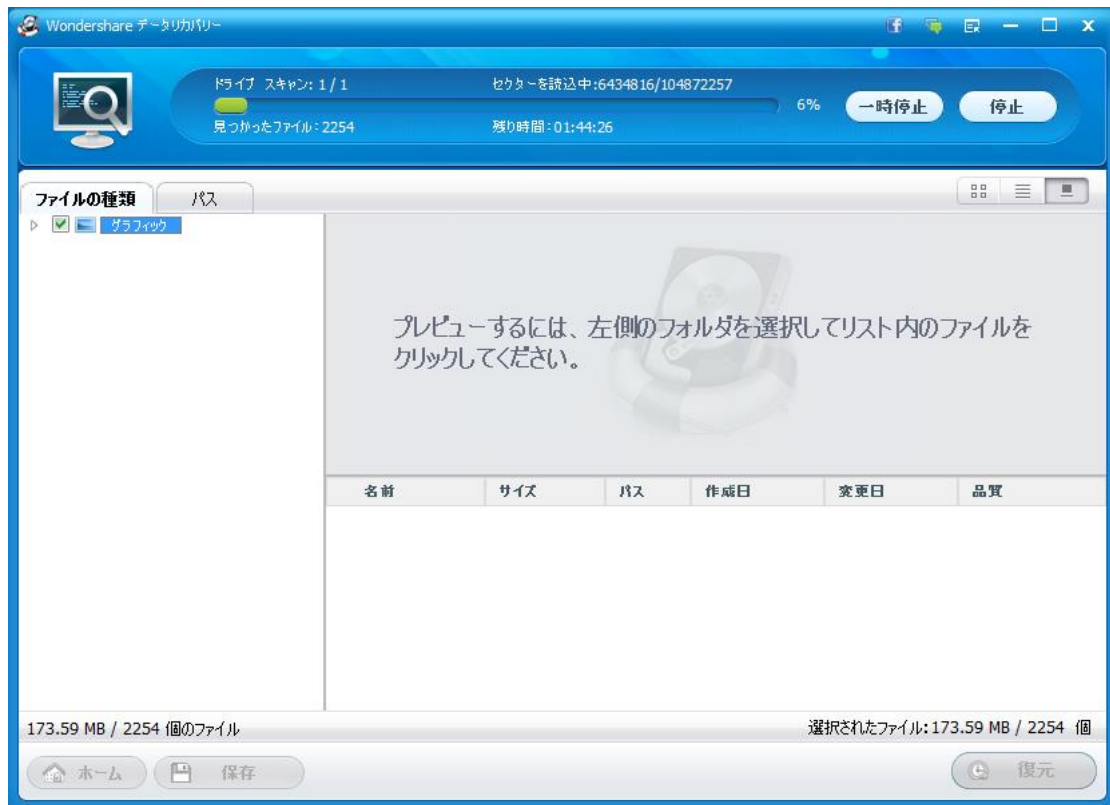 Wondershare データリカバリー
ドライブ スキャン: 1 / 1
セクターを読込中:6434816/104872257
6%
一時停止
停止
見つかったファイル: 2254
残り時間: 01:44:26
ファイルの種類
パス
グラフィック
プレビューするには、左側のフォルダを選択してリスト内のファイルを
クリックしてください。
名前 サイズ パス 作成日 変更日 品質
173.59 MB / 2254 個のファイル
選択されたファイル: 173.59 MB / 2254 個
ホーム
保存
復元